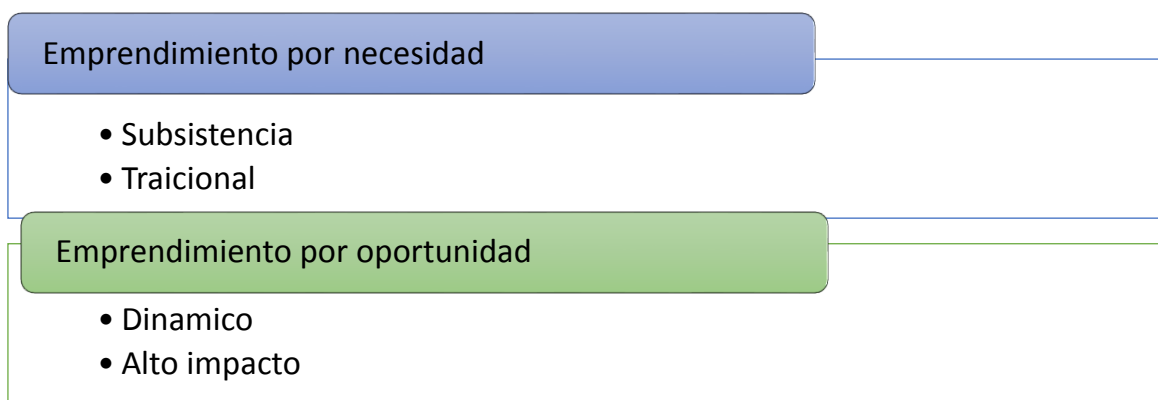 Emprendimiento por necesidad
• Subsistencia
• Traicional
Emprendimiento por oportunidad
• Dinamico
• Alto impacto